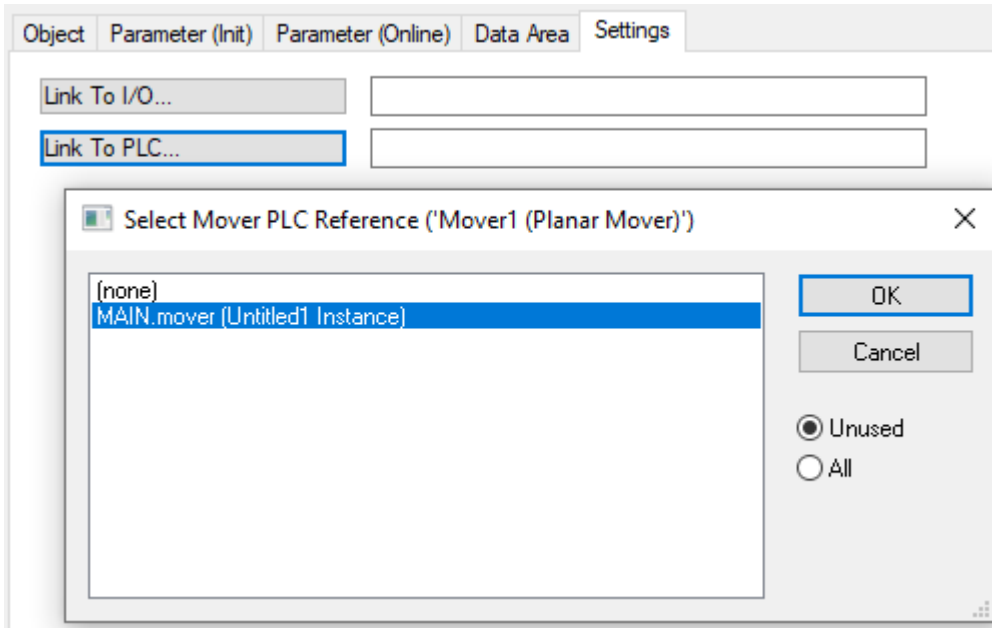 Object Parameter (Init) Parameter (Online) Data Area Settings
Link To I/O...
Link To PLC...
Select Mover PLC Reference ('Mover1 (Planar Mover)')
(none)
MAIN.mover (Untitled1 Instance)
OK
Cancel
Unused
All